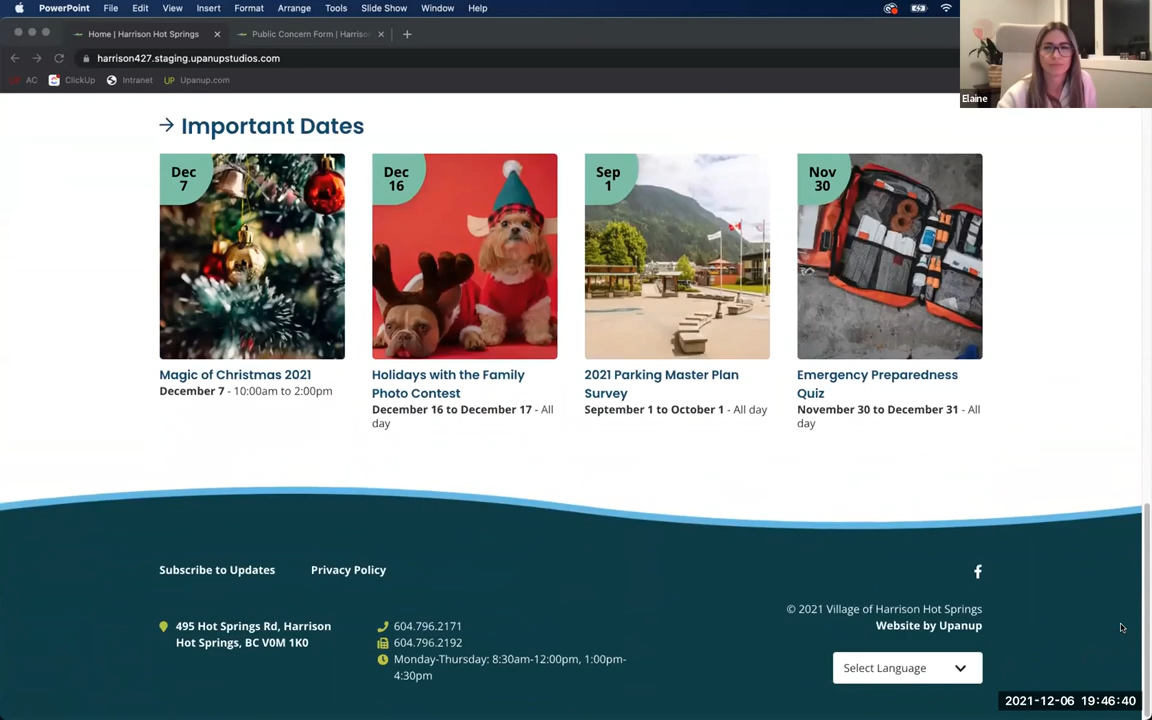 PowerPoint File Edit View Insert Format Arrange Tools Slide Show Window Help
Home | Harrison Hot Springs Public Concern Form | Harrison
harrison427.staging.upanupstudios.com
AC ClickUp Intranet UP Upanup.com
Elaine
Important Dates
Dec
7
Dec
16
Sep
1
Nov
30
Magic of Christmas 2021
December 7 - 10:00am to 2:00pm
Holidays with the Family
Photo Contest
December 16 to December 17 - All
day
2021 Parking Master Plan
Survey
September 1 to October 1 - All day
Emergency Preparedness
Quiz
November 30 to December 31 - All
day
Subscribe to Updates Privacy Policy
495 Hot Springs Rd, Harrison
Hot Springs, BC V0M 1K0
604.796.2171
604.796.2192
Monday-Thursday: 8:30am-12:00pm, 1:00pm-
4:30pm
© 2021 Village of Harrison Hot Springs
Website by Upanup
Select Language
2021-12-06 19:46:40